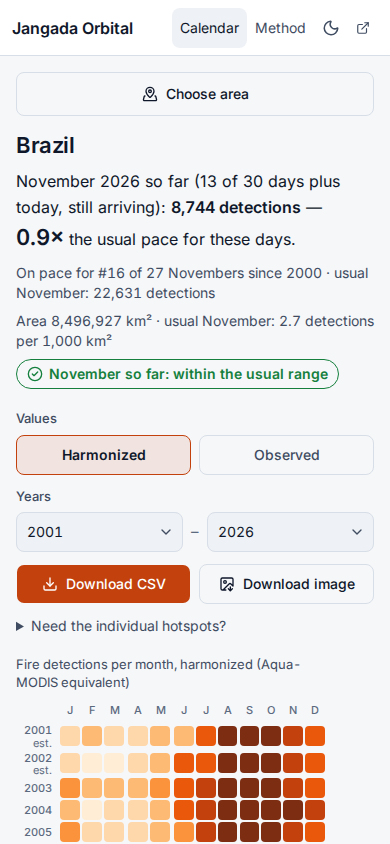 Jangada Orbital
Calendar
Method
Choose area
Brazil
November 2026 so far (13 of 30 days plus
today, still arriving): 8,744 detections —
0.9× the usual pace for these days.
On pace for #16 of 27 Novembers since 2000 · usual
November: 22,631 detections
Area 8,496,927 km² · usual November: 2.7 detections
per 1,000 km²
November so far: within the usual range
Values
Harmonized
Observed
Years
2001
–
2026
Download CSV
Download image
Need the individual hotspots?
Fire detections per month, harmonized (Aqua-
MODIS equivalent)
J F M A M J J A S O N D
2001
est.
2002
est.
2003
2004
2005